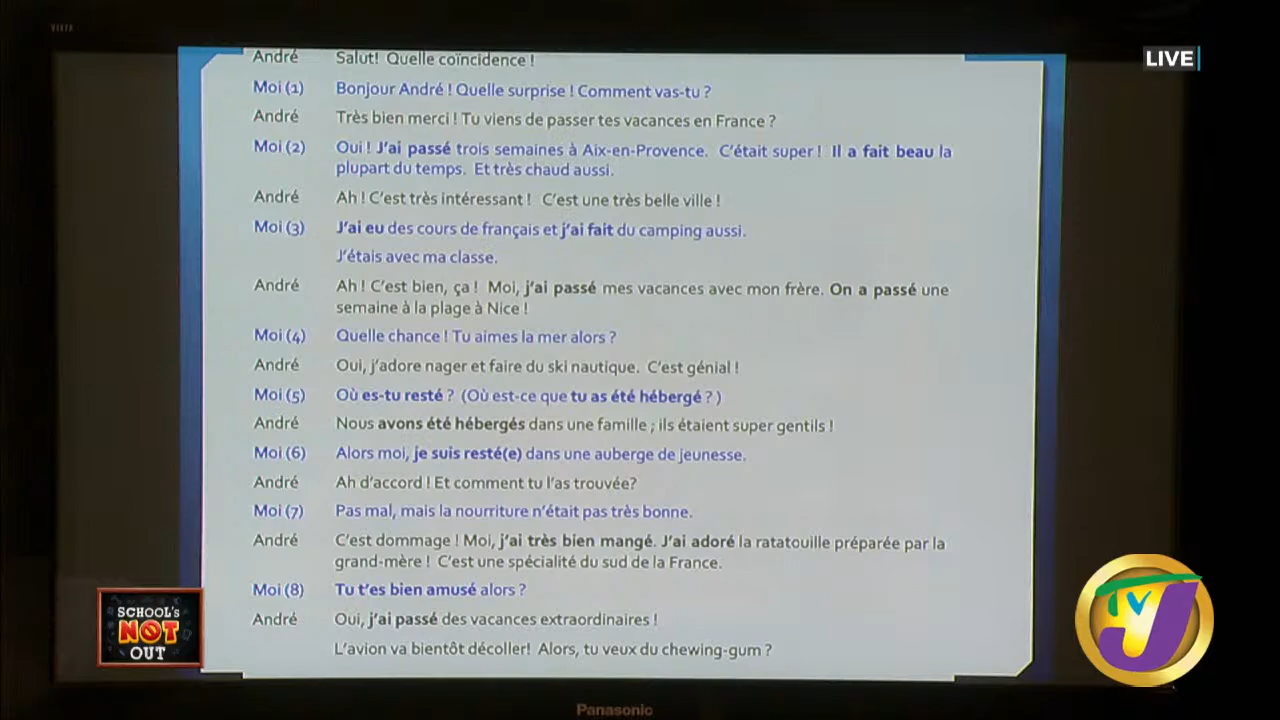 VIERA
LIVE
André Salut! Quelle coïncidence !
Moi (1) Bonjour André ! Quelle surprise ! Comment vas-tu ?
André Très bien merci ! Tu viens de passer tes vacances en France ?
Moi (2) Oui ! J'ai passé trois semaines à Aix-en-Provence. C'était super ! Il a fait beau la
plupart du temps. Et très chaud aussi.
André Ah ! C'est très intéressant ! C'est une très belle ville !
Moi (3) J'ai eu des cours de français et j'ai fait du camping aussi.
J'étais avec ma classe.
André Ah ! C'est bien, ça ! Moi, j'ai passé mes vacances avec mon frère. On a passé une
semaine à la plage à Nice !
Moi (4) Quelle chance ! Tu aimes la mer alors ?
André Oui, j'adore nager et faire du ski nautique. C'est génial !
Moi (5) Où es-tu resté ? (Où est-ce que tu as été hébergé ? )
André Nous avons été hébergés dans une famille ; ils étaient super gentils !
Moi (6) Alors moi, je suis resté(e) dans une auberge de jeunesse.
André Ah d'accord ! Et comment tu l'as trouvée?
Moi (7) Pas mal, mais la nourriture n'était pas très bonne.
André C'est dommage ! Moi, j'ai très bien mangé. J'ai adoré la ratatouille préparée par la
grand-mère ! C'est une spécialité du sud de la France.
Moi (8) Tu t'es bien amusé alors ?
André Oui, j'ai passé des vacances extraordinaires !
L'avion va bientôt décoller! Alors, tu veux du chewing-gum ?
SCHOOL's
NOT
OUT
TVJ
Panasonic